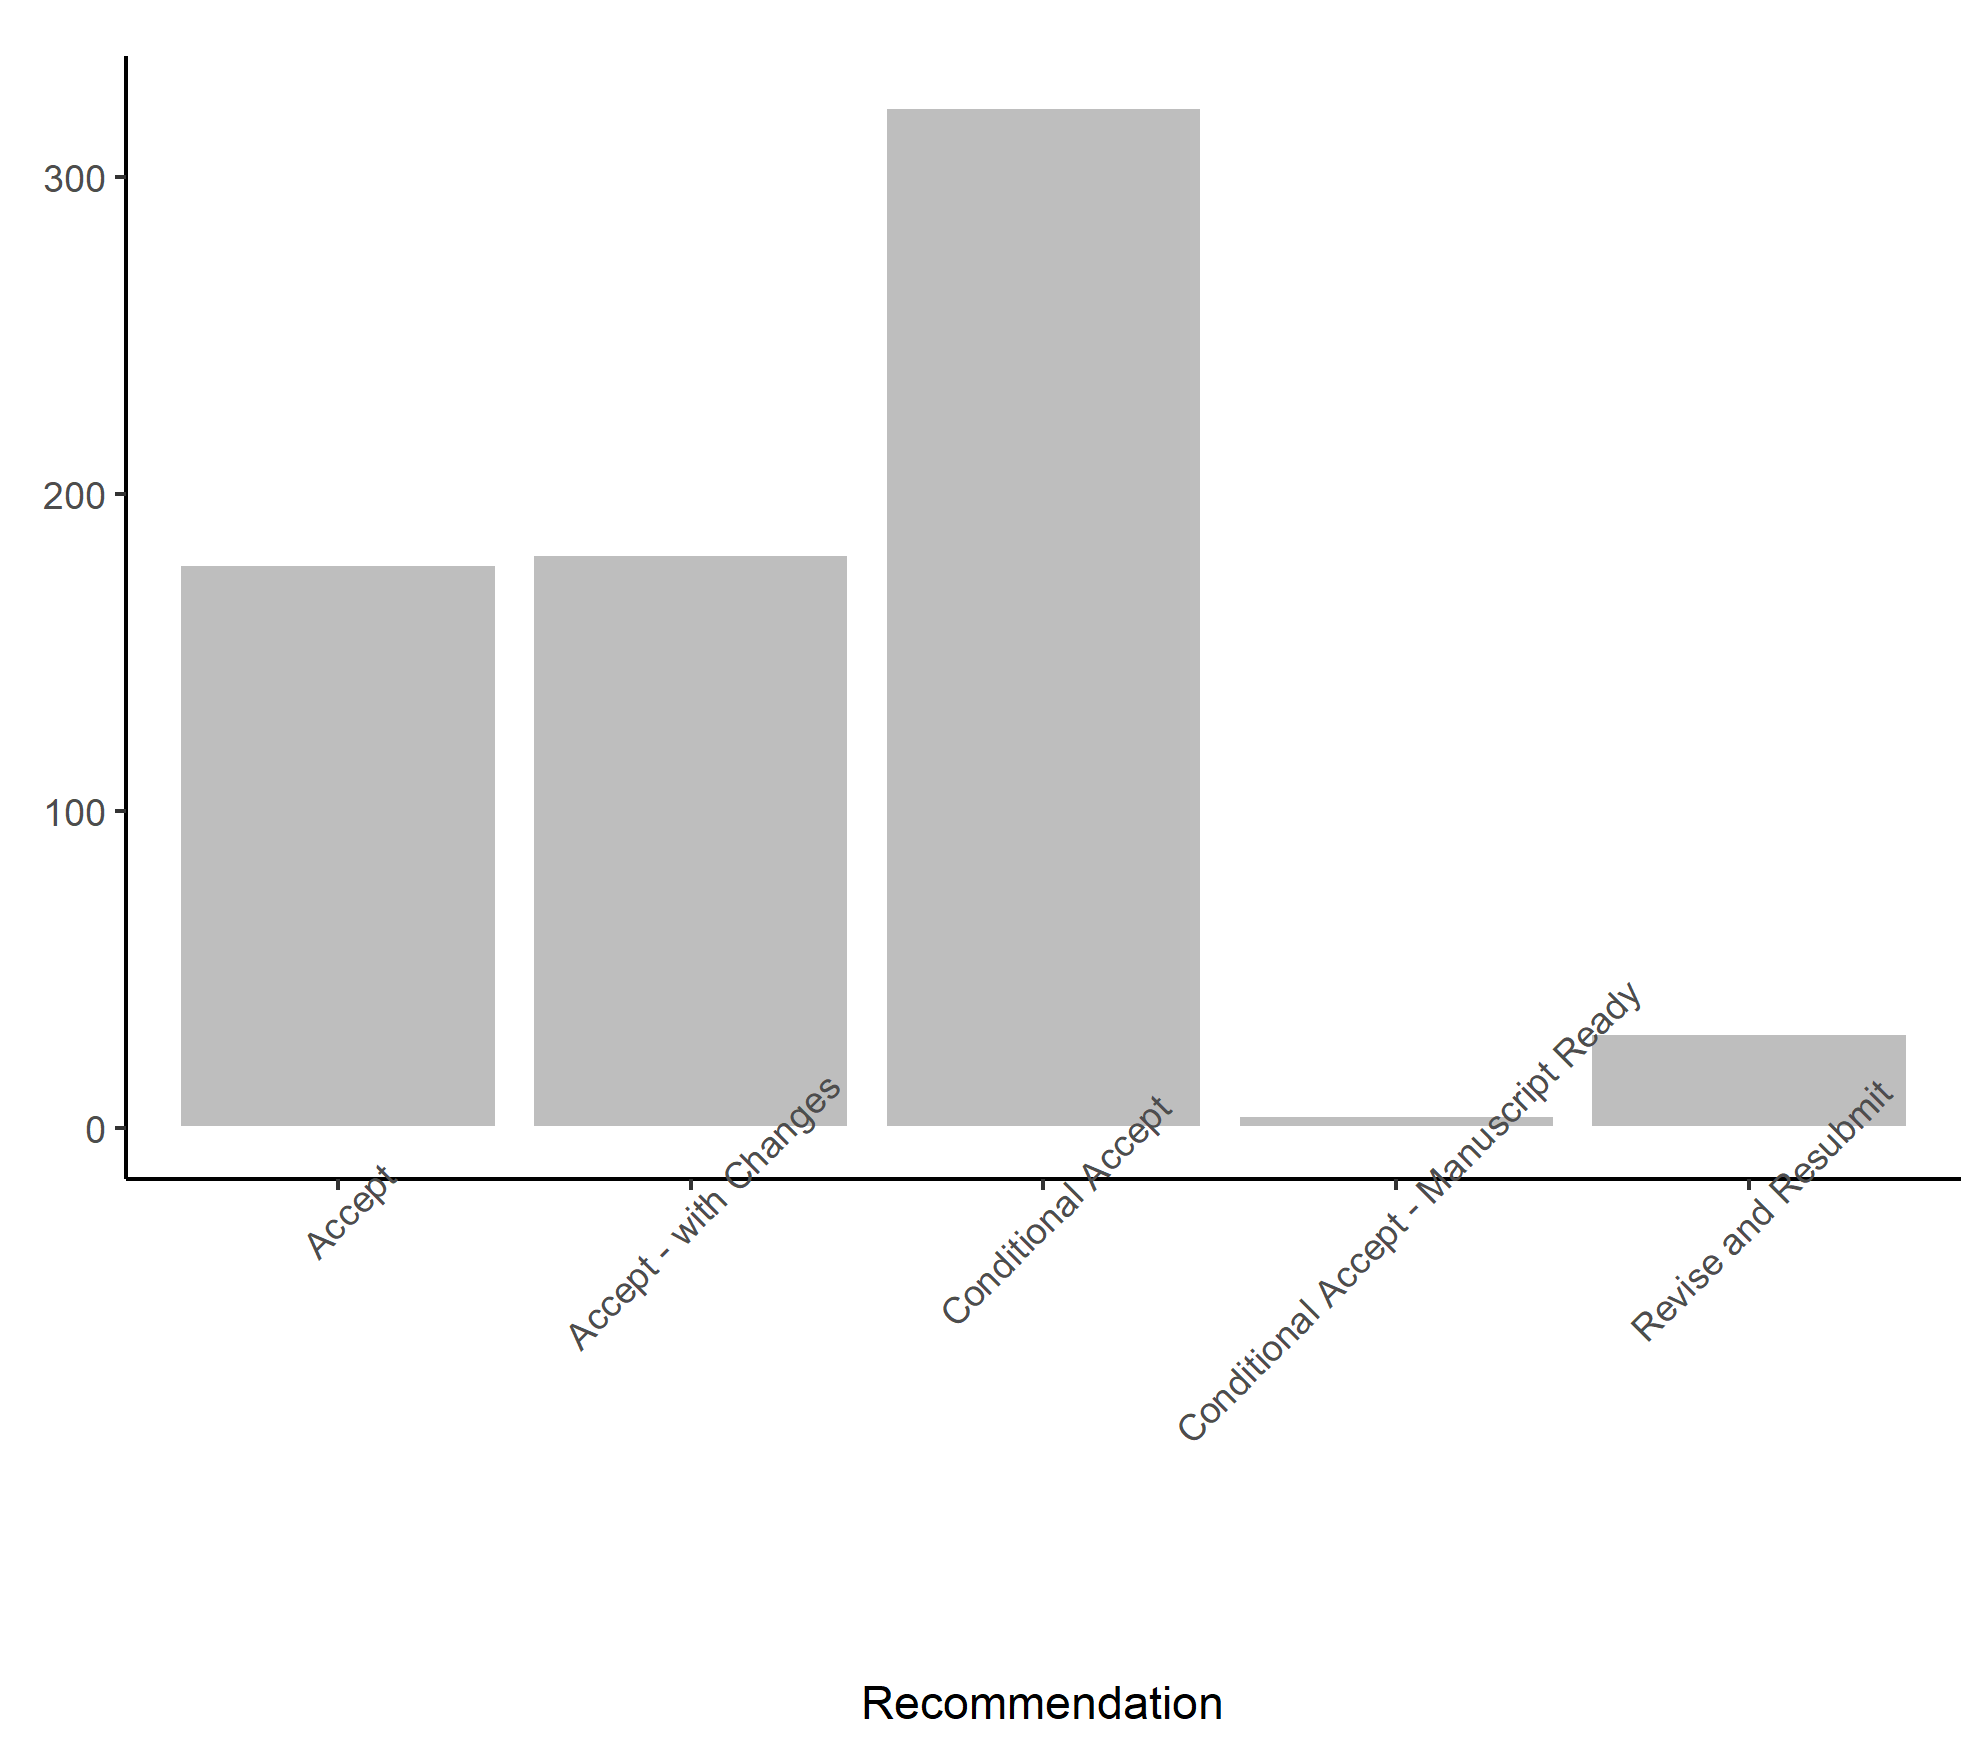 300
200
100
0
Accept
Accept - with Changes
Conditional Accept
Conditional Accept - Manuscript Ready
Revise and Resubmit
Recommendation